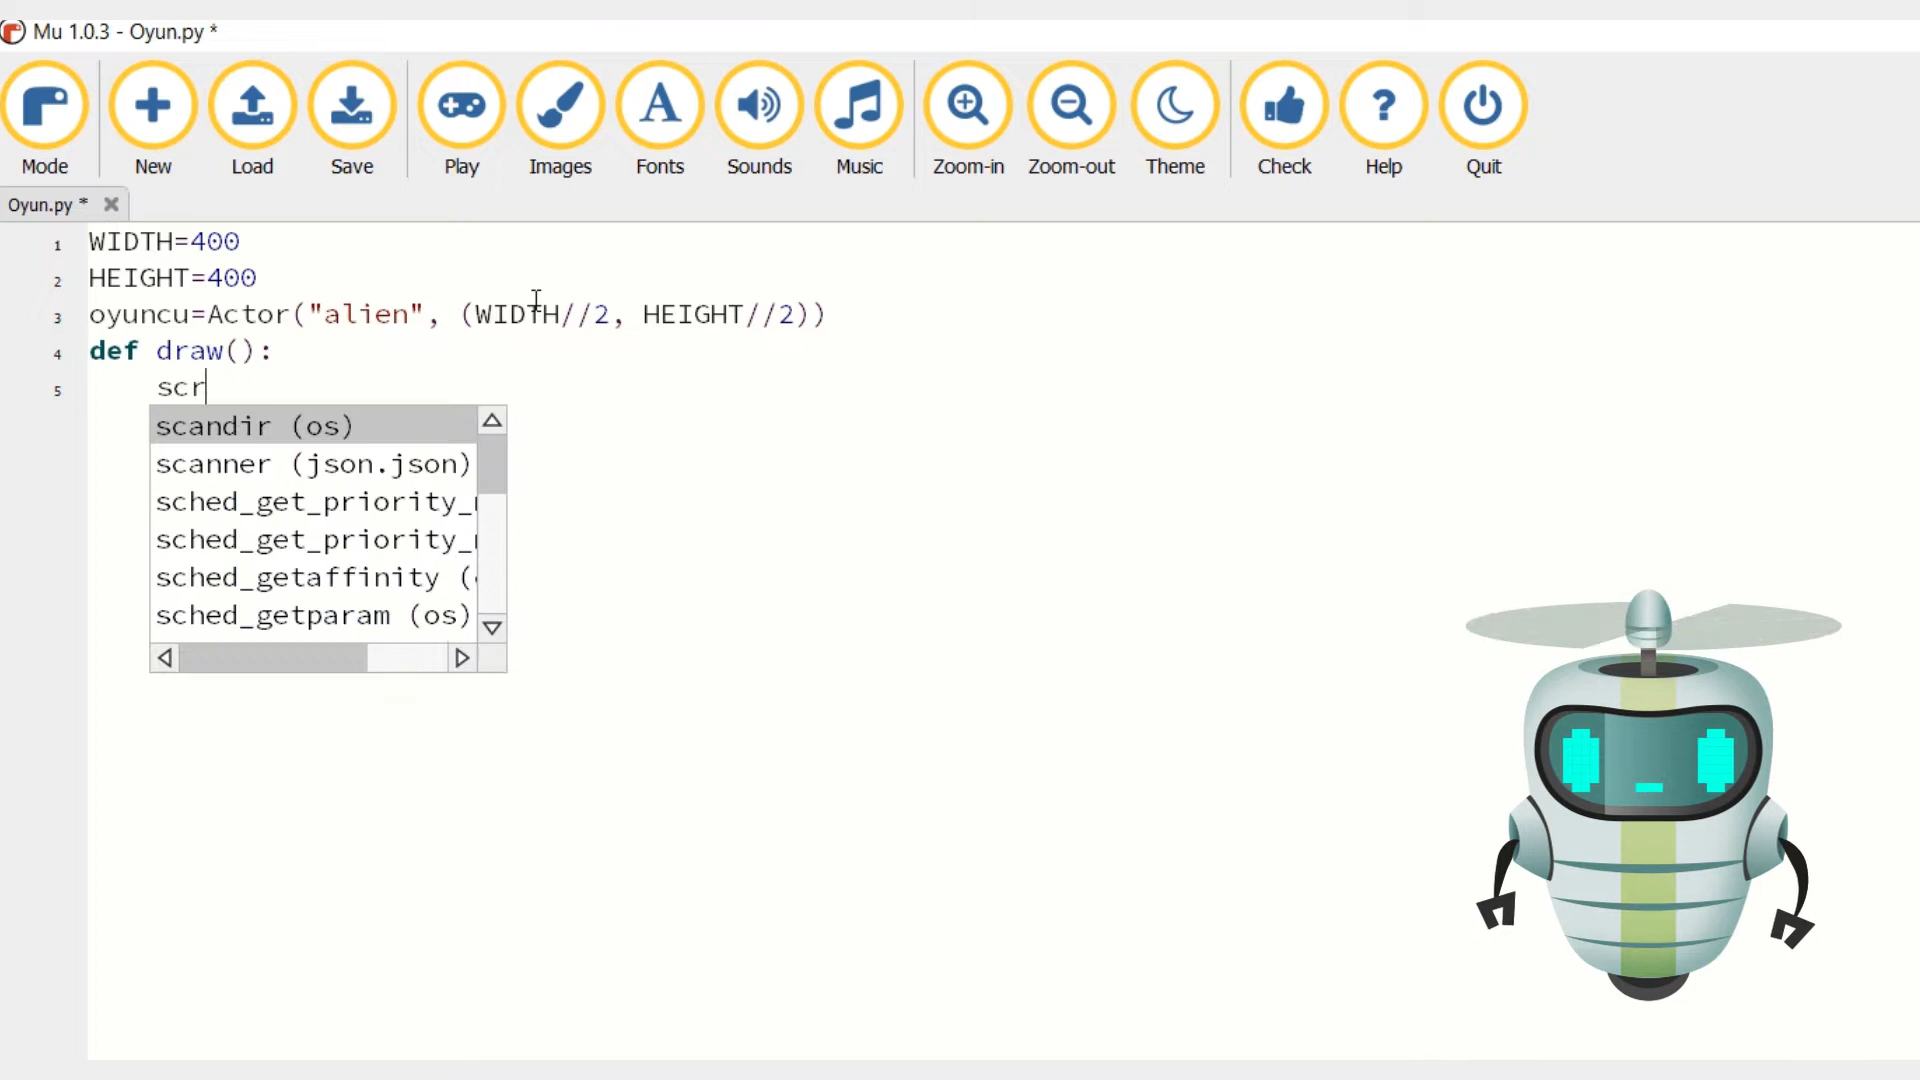 Mu 1.0.3 - Oyun.py *
Mode New Load Save Play Images Fonts Sounds Music Zoom-in Zoom-out Theme Check Help Quit
Oyun.py *
1 WIDTH=400
2 HEIGHT=400
3 oyuncu=Actor("alien", (WIDTH//2, HEIGHT//2))
4 def draw():
5 scr
scandir (os)
scanner (json.json)
sched_get_priority_
sched_get_priority_
sched_getaffinity (
sched_getparam (os)